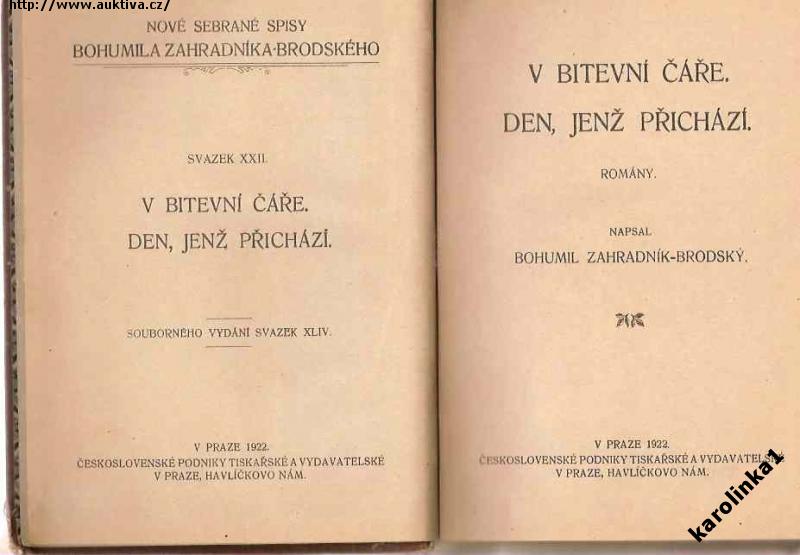 http://www.auktiva.cz/
NOVÉ SEBRANÉ SPISY
BOHUMILA ZAHRADNÍKA-BRODSKÉHO
SVAZEK XXII.
V BITEVNÍ ČÁŘE.
DEN, JENŽ PŘICHÁZÍ.
SOUBORNÉHO VYDÁNÍ SVAZEK XLIV.
V PRAZE 1922.
ČESKOSLOVENSKÉ PODNIKY TISKAŘSKÉ A VYDAVATELSKÉ
V PRAZE, HAVLÍČKOVO NÁM.
V BITEVNÍ ČÁŘE.
DEN, JENŽ PŘICHÁZÍ.
ROMÁNY.
NAPSAL
BOHUMIL ZAHRADNÍK-BRODSKÝ.
V PRAZE 1922.
ČESKOSLOVENSKÉ PODNIKY TISKAŘSKÉ A VYDAVATELSKÉ
V PRAZE, HAVLÍČKOVO NÁM.
karolinka1